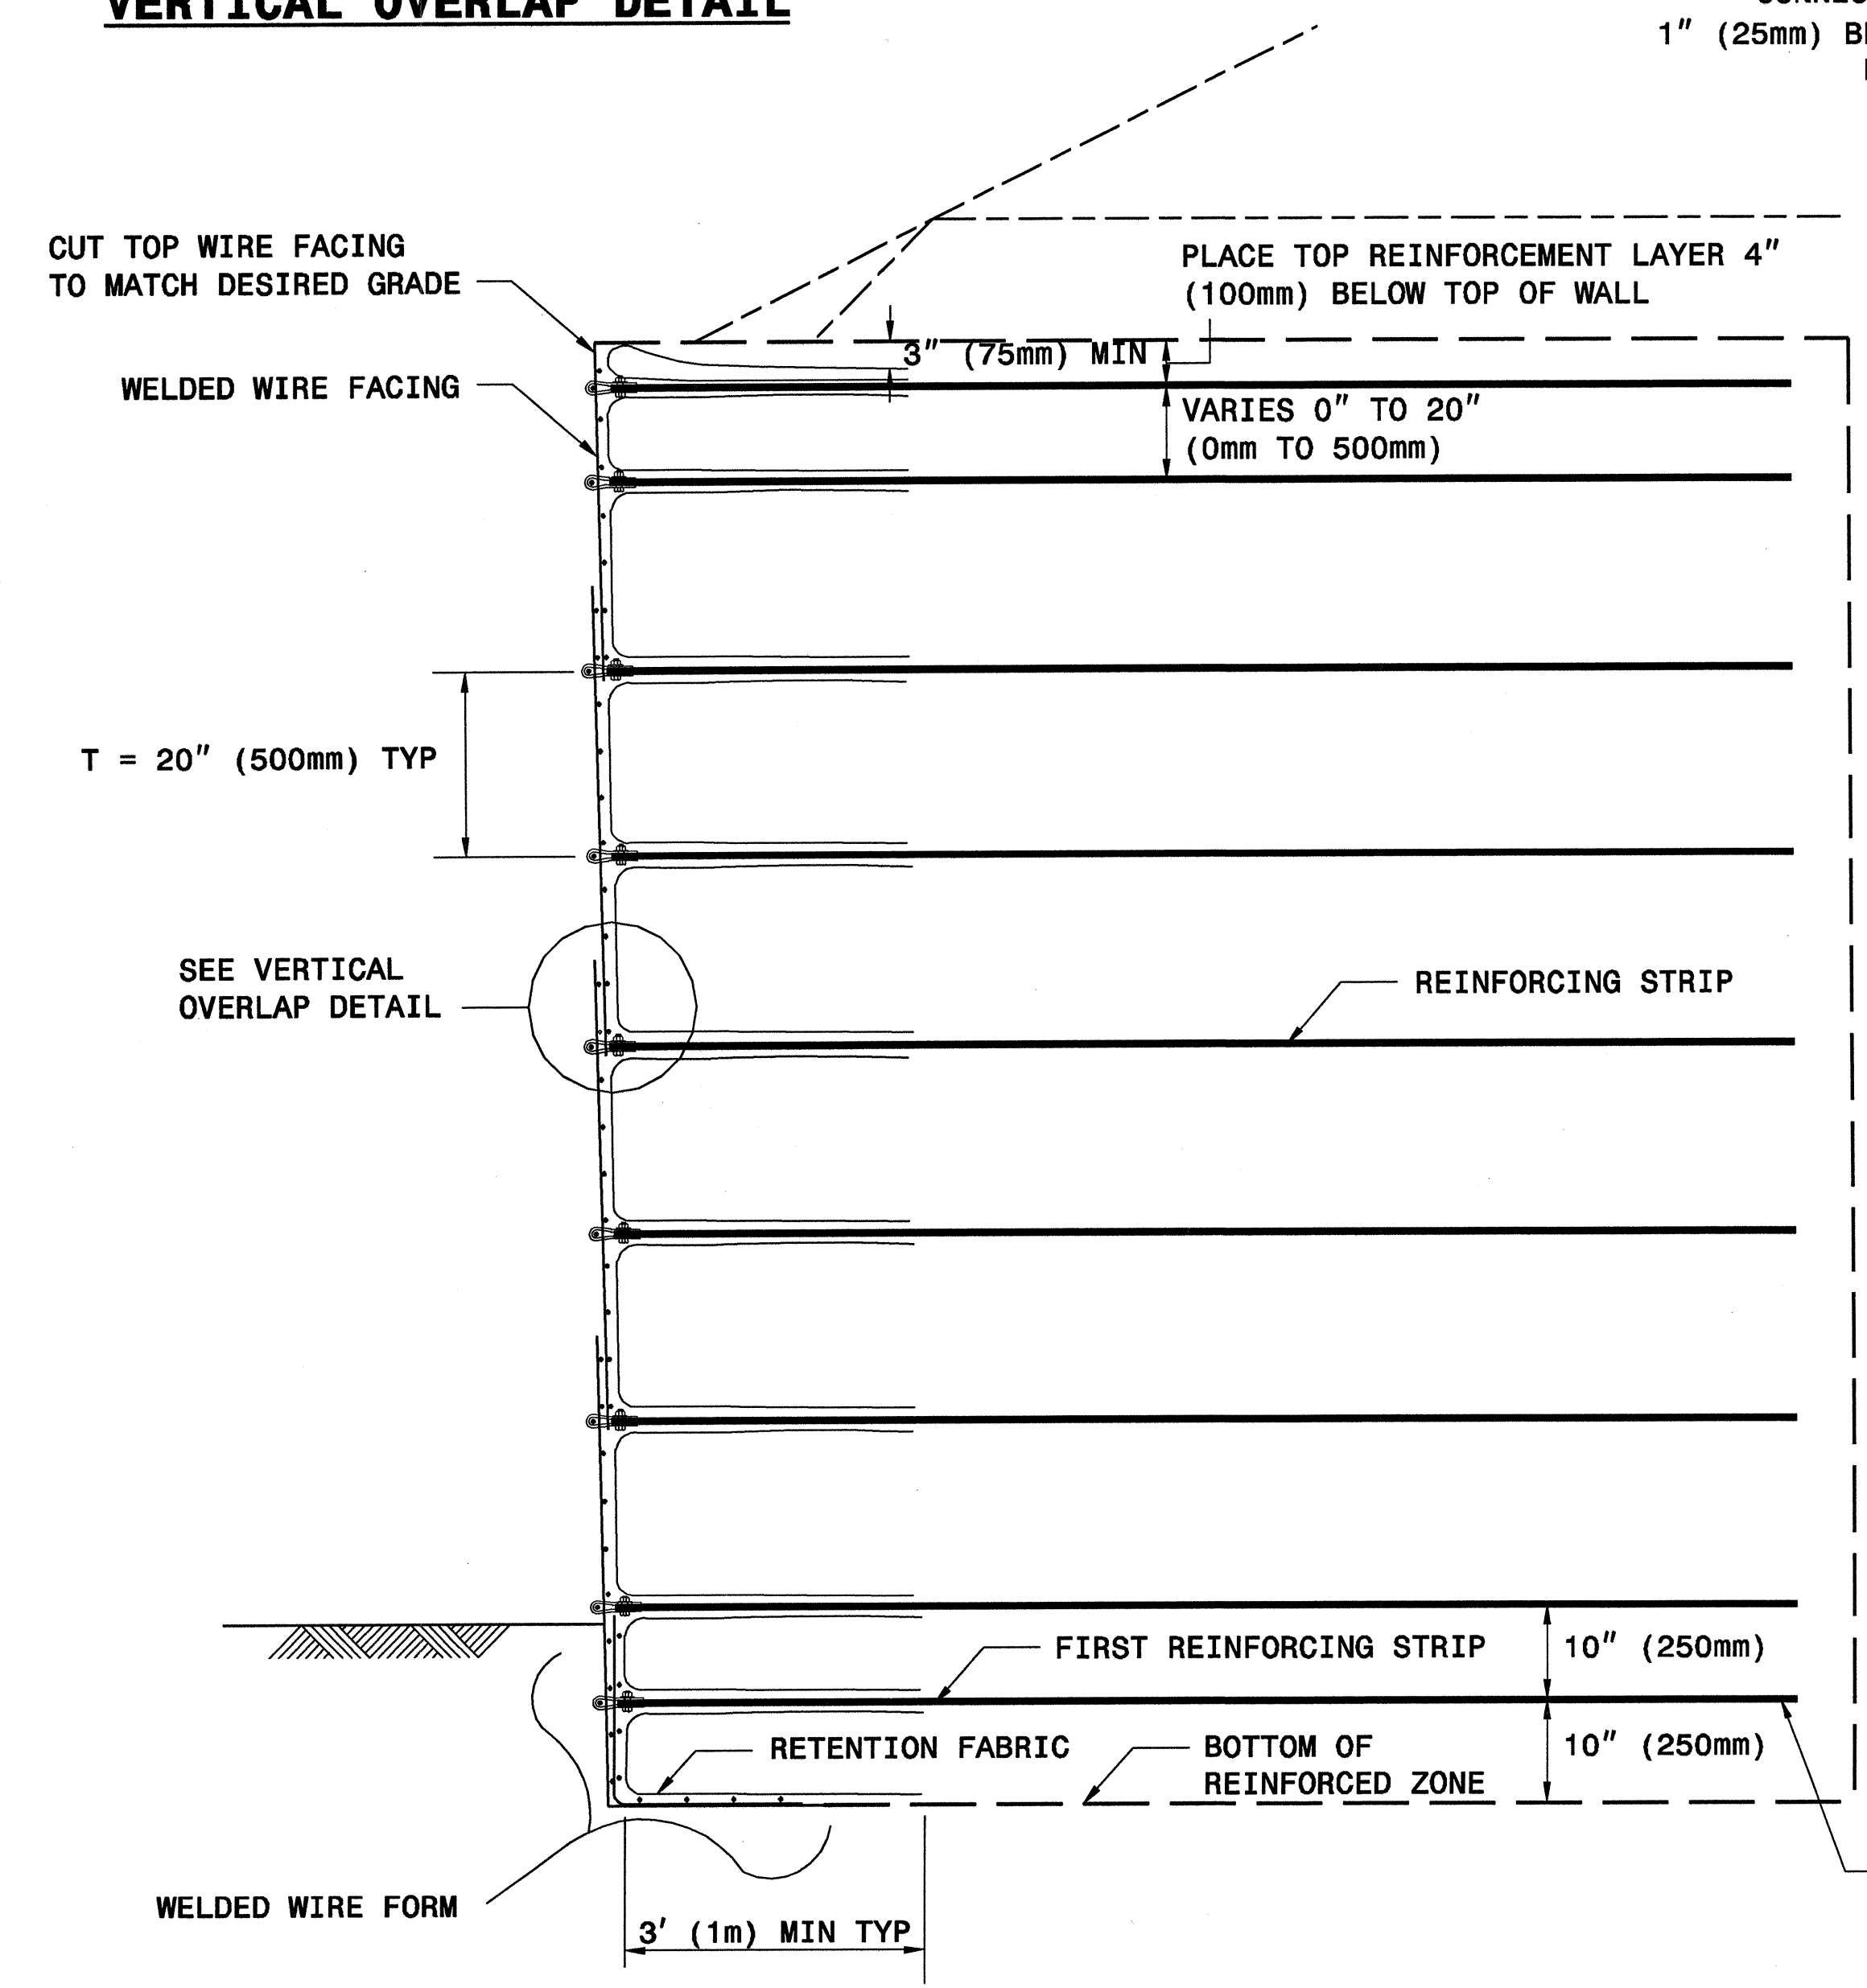 VERTICAL OVERLAP DETAIL
1" (25mm)
CUT TOP WIRE FACING
TO MATCH DESIRED GRADE
PLACE TOP REINFORCEMENT LAYER 4"
(100mm) BELOW TOP OF WALL
3" (75mm) MIN
WELDED WIRE FACING
VARIES 0" TO 20"
(0mm TO 500mm)
T = 20" (500mm) TYP
SEE VERTICAL
OVERLAP DETAIL
REINFORCING STRIP
FIRST REINFORCING STRIP
10" (250mm)
RETENTION FABRIC
BOTTOM OF
REINFORCED ZONE
10" (250mm)
WELDED WIRE FORM
3' (1m) MIN TYP